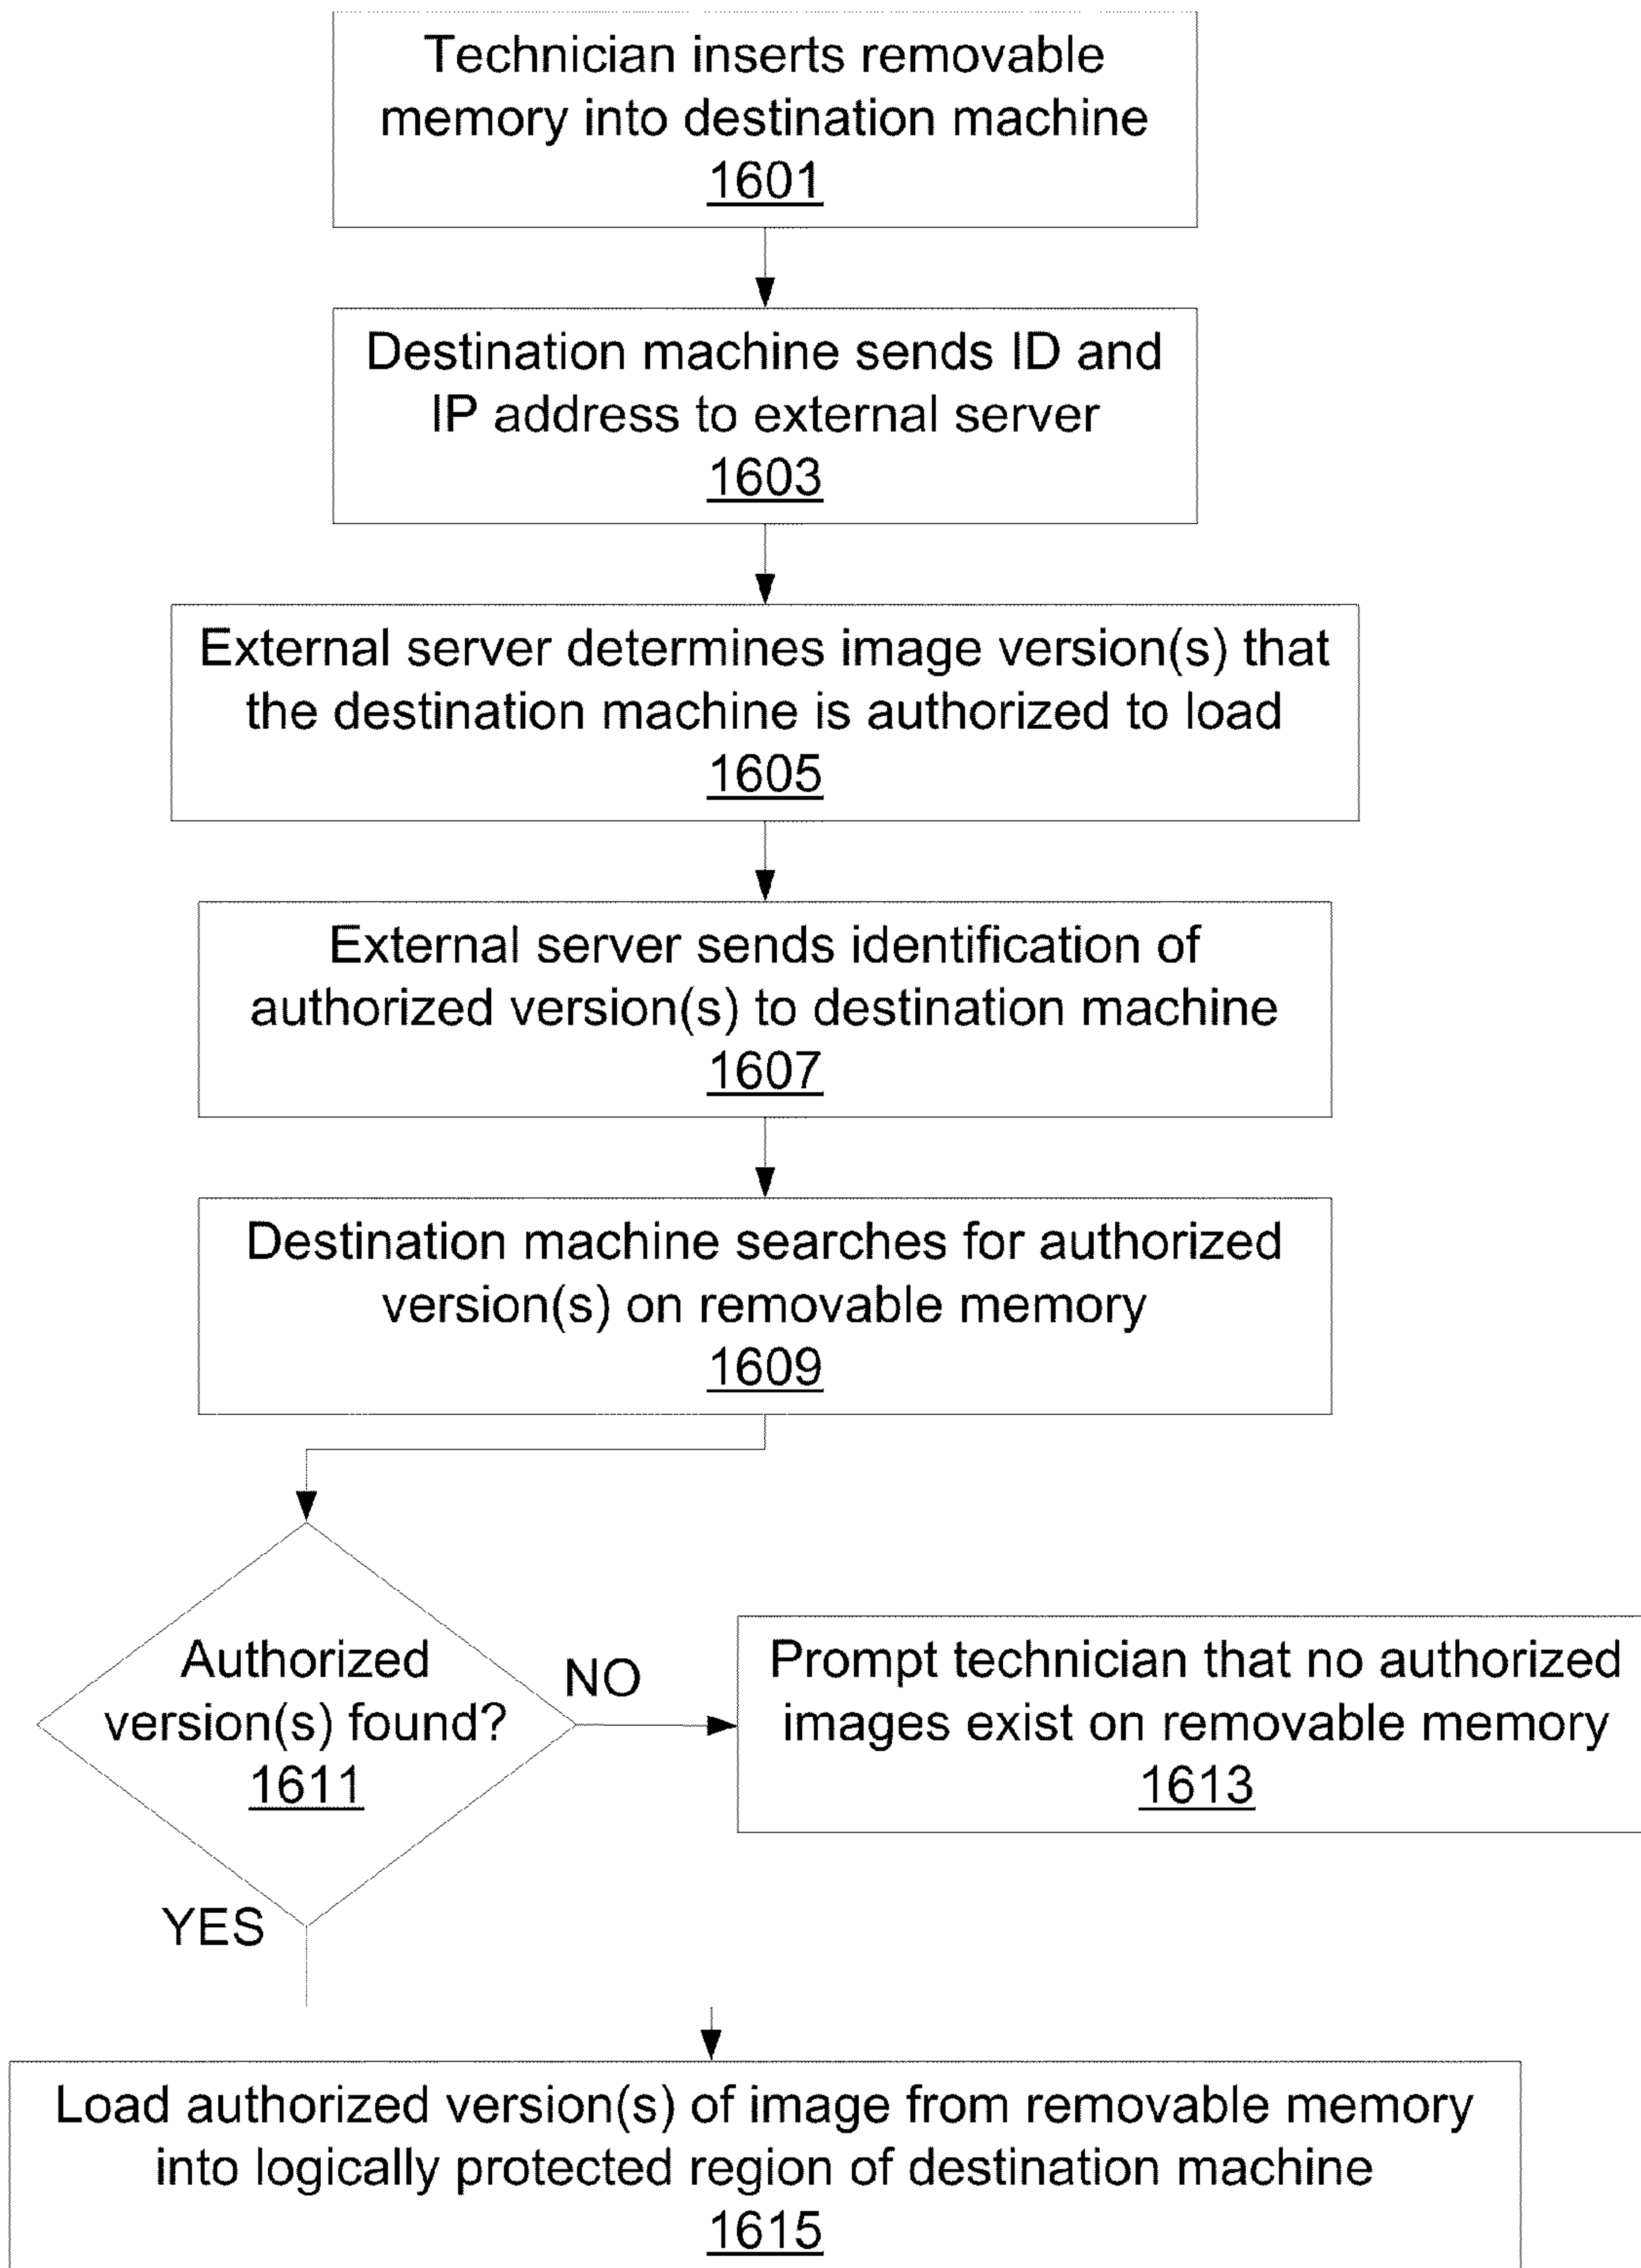 Technician inserts removable
memory into destination machine
1601
Destination machine sends ID and
IP address to external server
1603
External server determines image version(s) that
the destination machine is authorized to load
1605
External server sends identification of
authorized version(s) to destination machine
1607
Destination machine searches for authorized
version(s) on removable memory
1609
Authorized
version(s) found?
1611
NO
Prompt technician that no authorized
images exist on removable memory
1613
YES
Load authorized version(s) of image from removable memory
into logically protected region of destination machine
1615